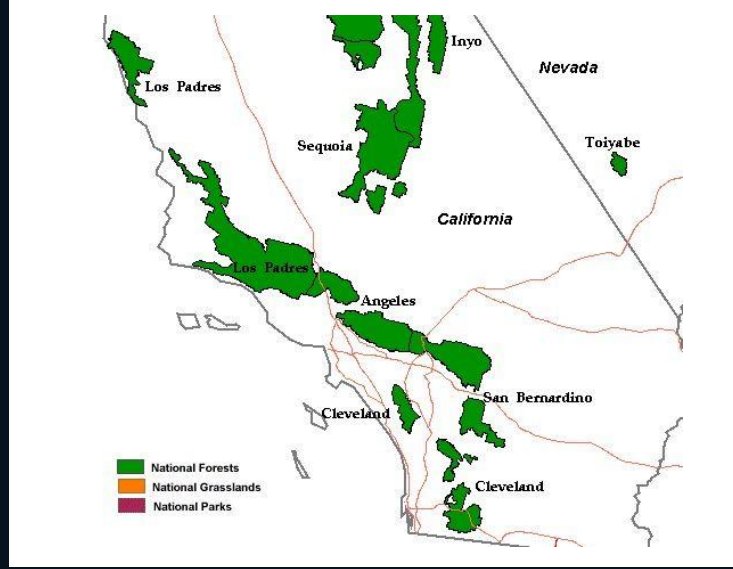 Inyo
Nevada
Los Padres
Sequoia
Toiyabe
California
Los Padres
Angeles
San Bernardino
Cleveland
Cleveland
National Forests
National Grasslands
National Parks